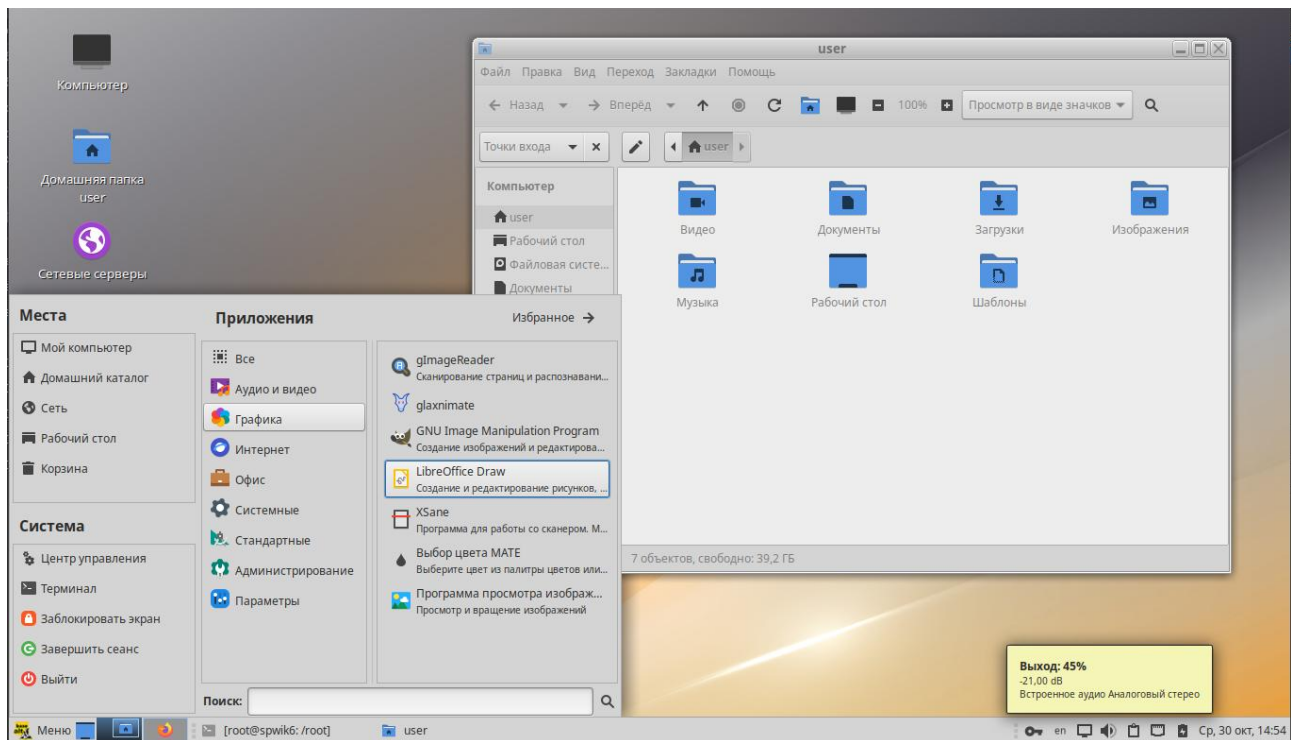 Компьютер
Домашняя папка
user
Сетевые серверы
user
Файл Правка Вид Переход Закладки Помощь
Назад Вперёд 100% Просмотр в виде значков
Точки входа user
Компьютер
user
Рабочий стол
Файловая систе...
Документы
Видео Документы Загрузки Изображения
Музыка Рабочий стол Шаблоны
7 объектов, свободно: 39,2 ГБ
Места
Мой компьютер
Домашний каталог
Сеть
Рабочий стол
Корзина
Система
Центр управления
Терминал
Заблокировать экран
Завершить сеанс
Выйти
Приложения
Избранное →
Все
Аудио и видео
Графика
Интернет
Офис
Системные
Стандартные
Администрирование
Параметры
gImageReader
Сканирование страниц и распознавани...
glaxnimate
GNU Image Manipulation Program
Создание изображений и редактирова...
LibreOffice Draw
Создание и редактирование рисунков, ...
XSane
Программа для работы со сканером. М...
Выбор цвета MATE
Выберите цвет из палитры цветов или...
Программа просмотра изображ...
Просмотр и вращение изображений
Поиск:
Выход: 45%
-21,00 dB
Встроенное аудио Аналоговый стерео
Меню [root@spwik6: /root] user en Ср, 30 окт, 14:54